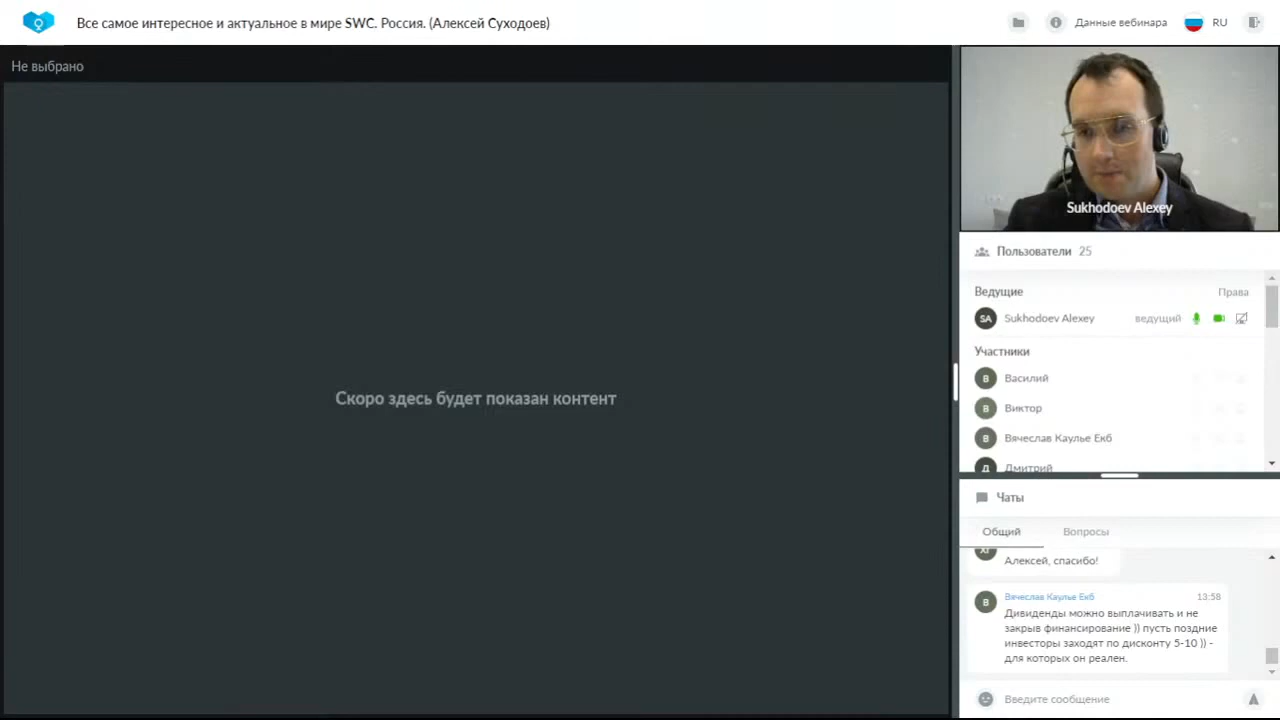 Все самое интересное и актуальное в мире SWC. Россия. (Алексей Суходоев)
Данные вебинара
RU
Не выбрано
Скоро здесь будет показан контент
Sukhodoev Alexey
Пользователи 25
Ведущие
Права
SA Sukhodoev Alexey ведущий
Участники
В Василий
В Виктор
В Вячеслав Каулье Екб
Д Дмитрий
Чаты
Общий
Вопросы
Алексей, спасибо!
В Вячеслав Каулье Екб 13:58
Дивиденды можно выплачивать и не
закрыв финансирование )) пусть поздние
инвесторы заходят по дисконту 5-10 )) -
для которых он реален.
Введите сообщение